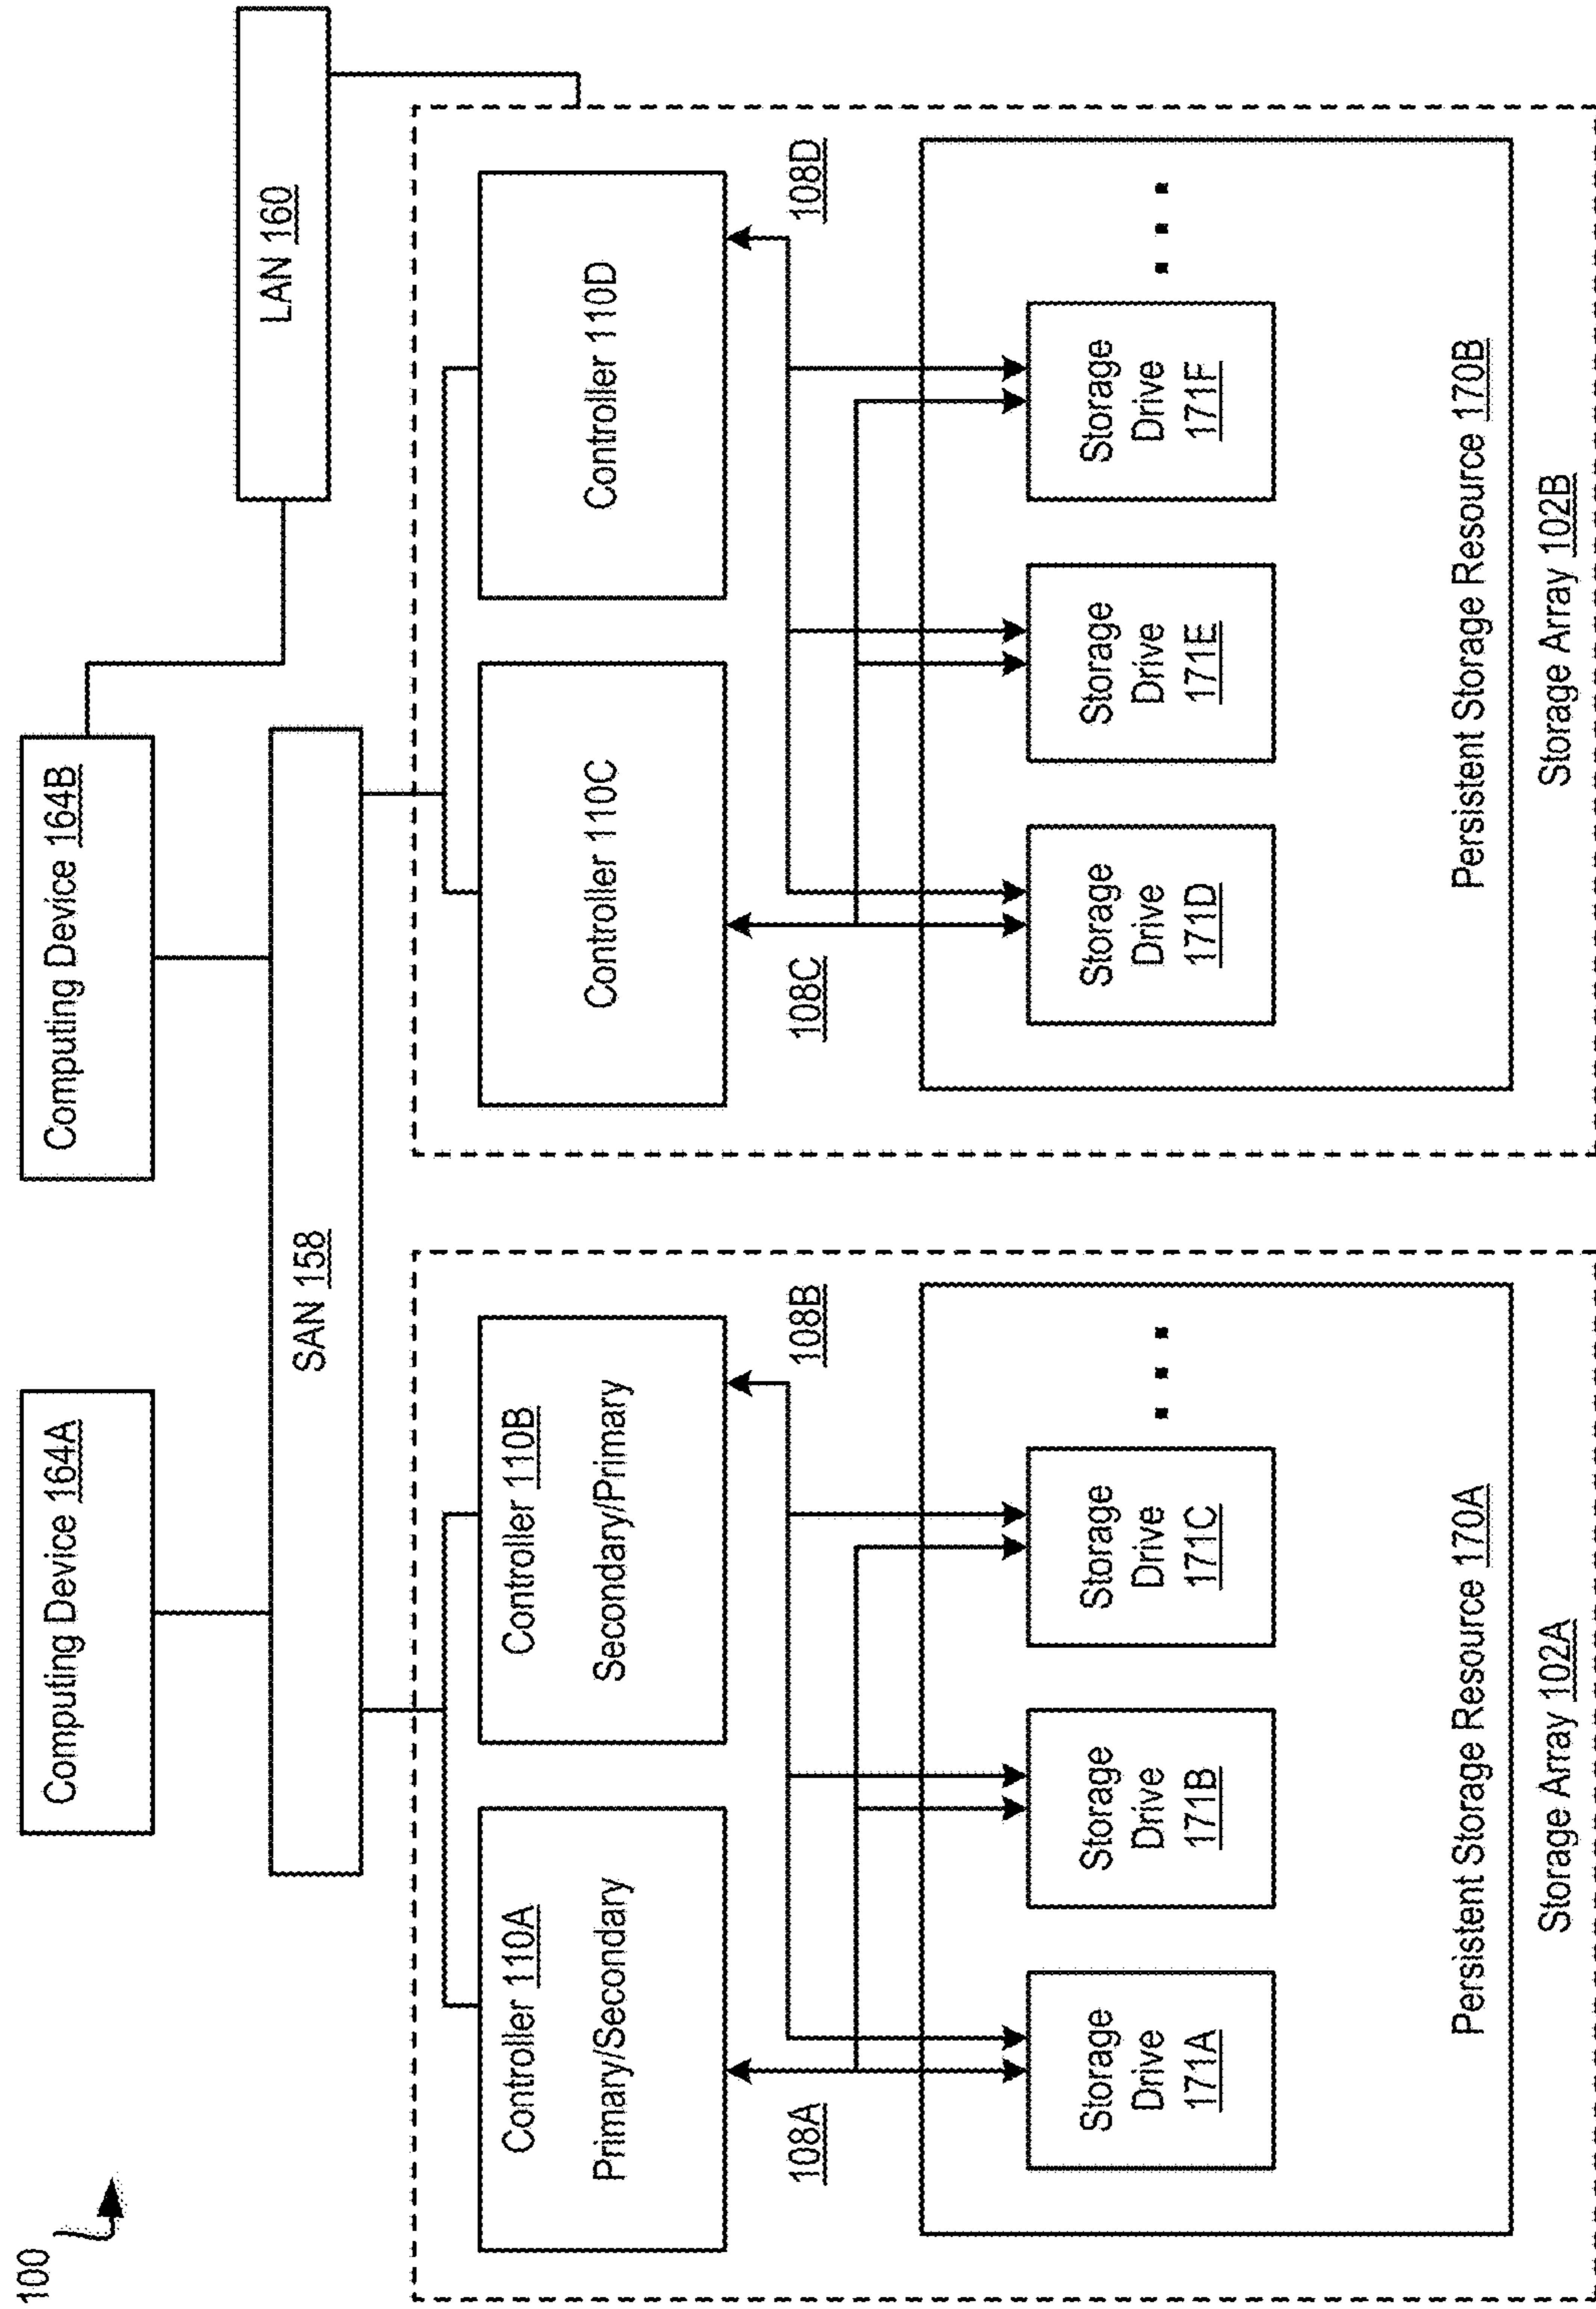 100
Computing Device 164A
Computing Device 164B
SAN 158
LAN 160
Controller 110A
Primary/Secondary
Controller 110B
Secondary/Primary
108A
108B
Storage
Drive
171A
Storage
Drive
171B
Storage
Drive
171C
Persistent Storage Resource 170A
Storage Array 102A
Controller 110C
Controller 110D
108C
108D
Storage
Drive
171D
Storage
Drive
171E
Storage
Drive
171F
Persistent Storage Resource 170B
Storage Array 102B